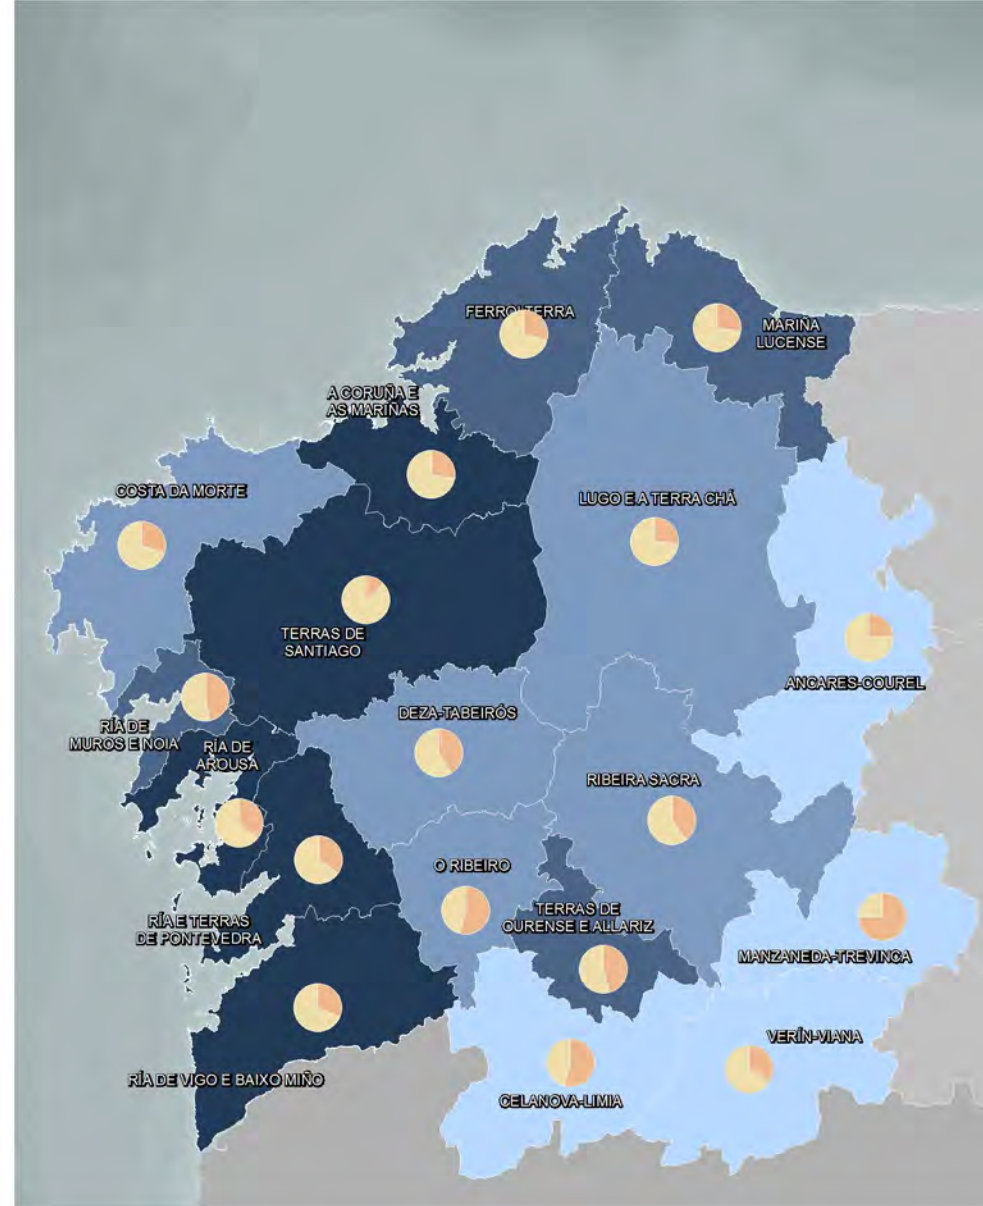 FERROLTERRA
MARIÑA
LUCENSE
A CORUÑA E
AS MARIÑAS
COSTA DA MORTE
LUGO E A TERRA CHÁ
TERRAS DE
SANTIAGO
ANCARES-COUREL
DEZA-TABEIRÓS
RÍA DE
MUROS E NOIA
RÍA DE
AROUSA
RIBEIRA SACRA
O RIBEIRO
TERRAS DE
OURENSE E ALLARIZ
RÍA E TERRAS
DE PONTEVEDRA
MANZANEDA-TREVINCA
VERÍN-VIANA
RÍA DE VIGO E BAIXO MIÑO
CELANOVA-LIMIA